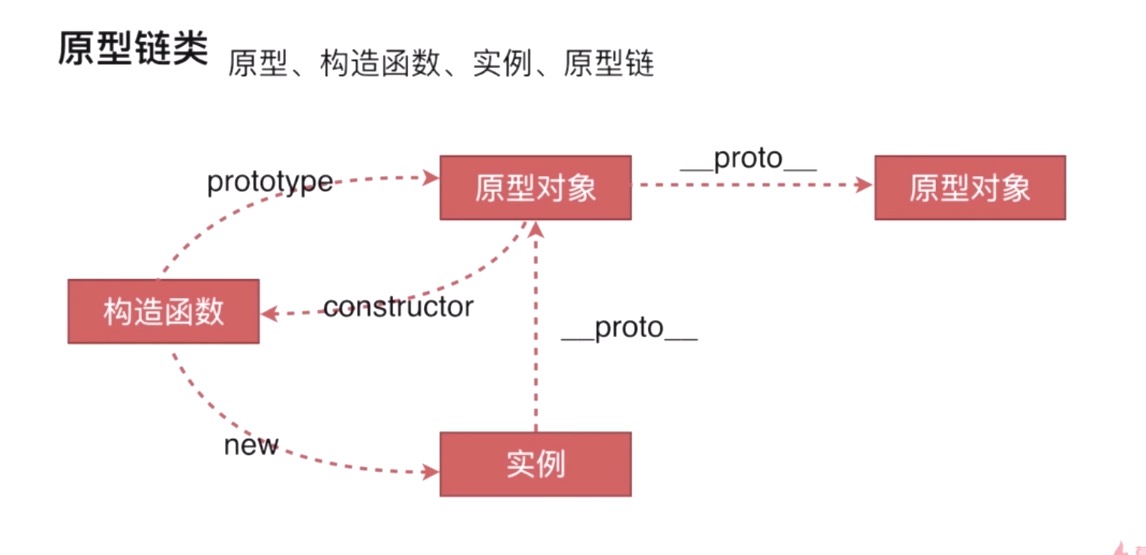 原型链类 原型、构造函数、实例、原型链
prototype
原型对象
__proto__
原型对象
构造函数
constructor
__proto__
new
实例